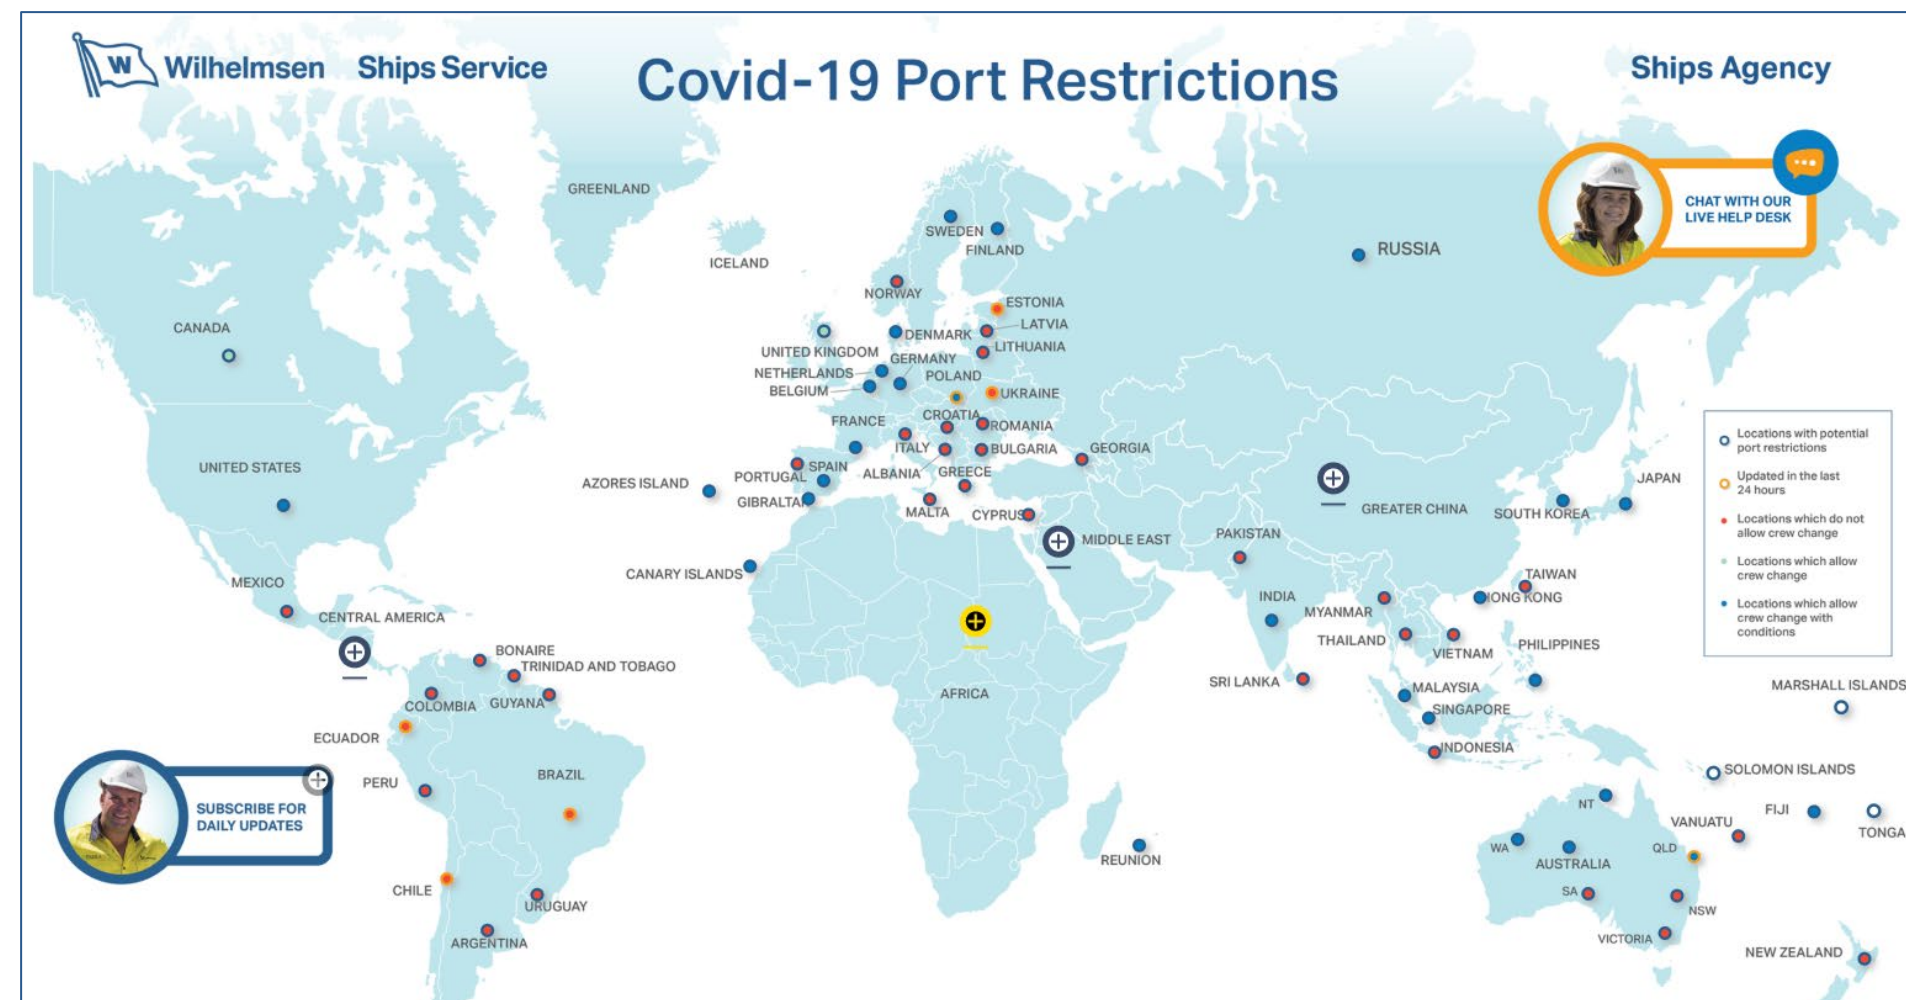 W Wilhelmsen Ships Service
Covid-19 Port Restrictions
Ships Agency
CHAT WITH OUR
LIVE HELP DESK
GREENLAND
ICELAND
SWEDEN
FINLAND
RUSSIA
NORWAY
ESTONIA
LATVIA
CANADA
DENMARK
LITHUANIA
UNITED KINGDOM
GERMANY
NETHERLANDS
POLAND
BELGIUM
UKRAINE
CROATIA
FRANCE
ROMANIA
ITALY
BULGARIA
GEORGIA
UNITED STATES
SPAIN
PORTUGAL
ALBANIA
GREECE
AZORES ISLAND
GIBRALTAR
MALTA
CYPRUS
GREATER CHINA
SOUTH KOREA
JAPAN
Locations with potential
port restrictions
Updated in the last
24 hours
Locations which do not
allow crew change
Locations which allow
crew change
Locations which allow
crew change with
conditions
MIDDLE EAST
PAKISTAN
CANARY ISLANDS
MEXICO
TAIWAN
INDIA
HONG KONG
MYANMAR
CENTRAL AMERICA
THAILAND
VIETNAM
PHILIPPINES
BONAIRE
TRINIDAD AND TOBAGO
SRI LANKA
MALAYSIA
MARSHALL ISLANDS
AFRICA
COLOMBIA
GUYANA
SINGAPORE
ECUADOR
INDONESIA
BRAZIL
SOLOMON ISLANDS
PERU
SUBSCRIBE FOR
DAILY UPDATES
NT
FIJI
VANUATU
TONGA
WA
QLD
REUNION
AUSTRALIA
CHILE
SA
URUGUAY
NSW
ARGENTINA
VICTORIA
NEW ZEALAND